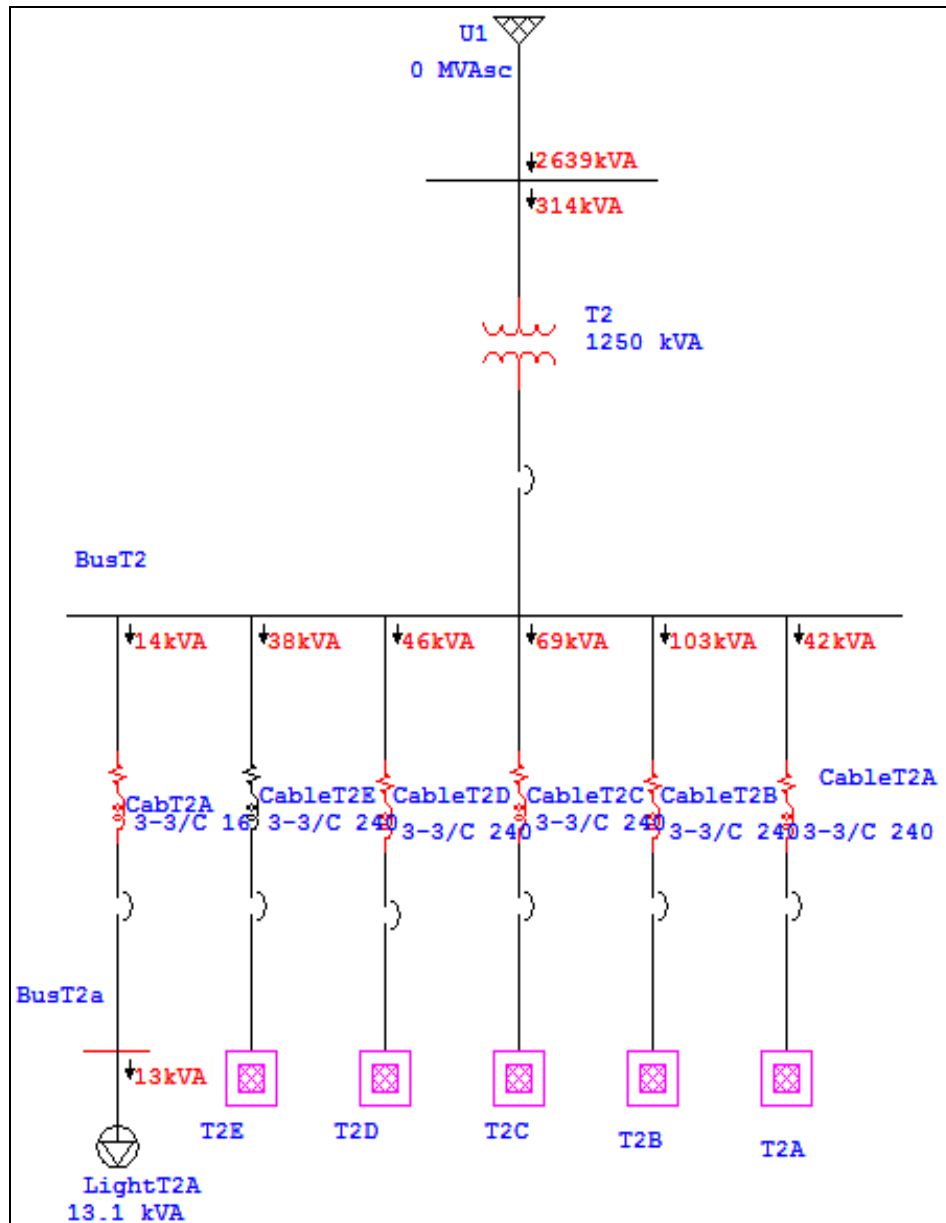 U1
0 MVAsc
2639kVA
314kVA
T2
1250 kVA
BusT2
14kVA
38kVA
46kVA
69kVA
103kVA
42kVA
CableT2A
CabT2A
CableT2E
CableT2D
CableT2C
CableT2B
3-3/C 16
3-3/C 240
3-3/C 240
3-3/C 240
3-3/C 240
3-3/C 240
BusT2a
13kVA
T2E
T2D
T2C
T2B
T2A
LightT2A
13.1 kVA